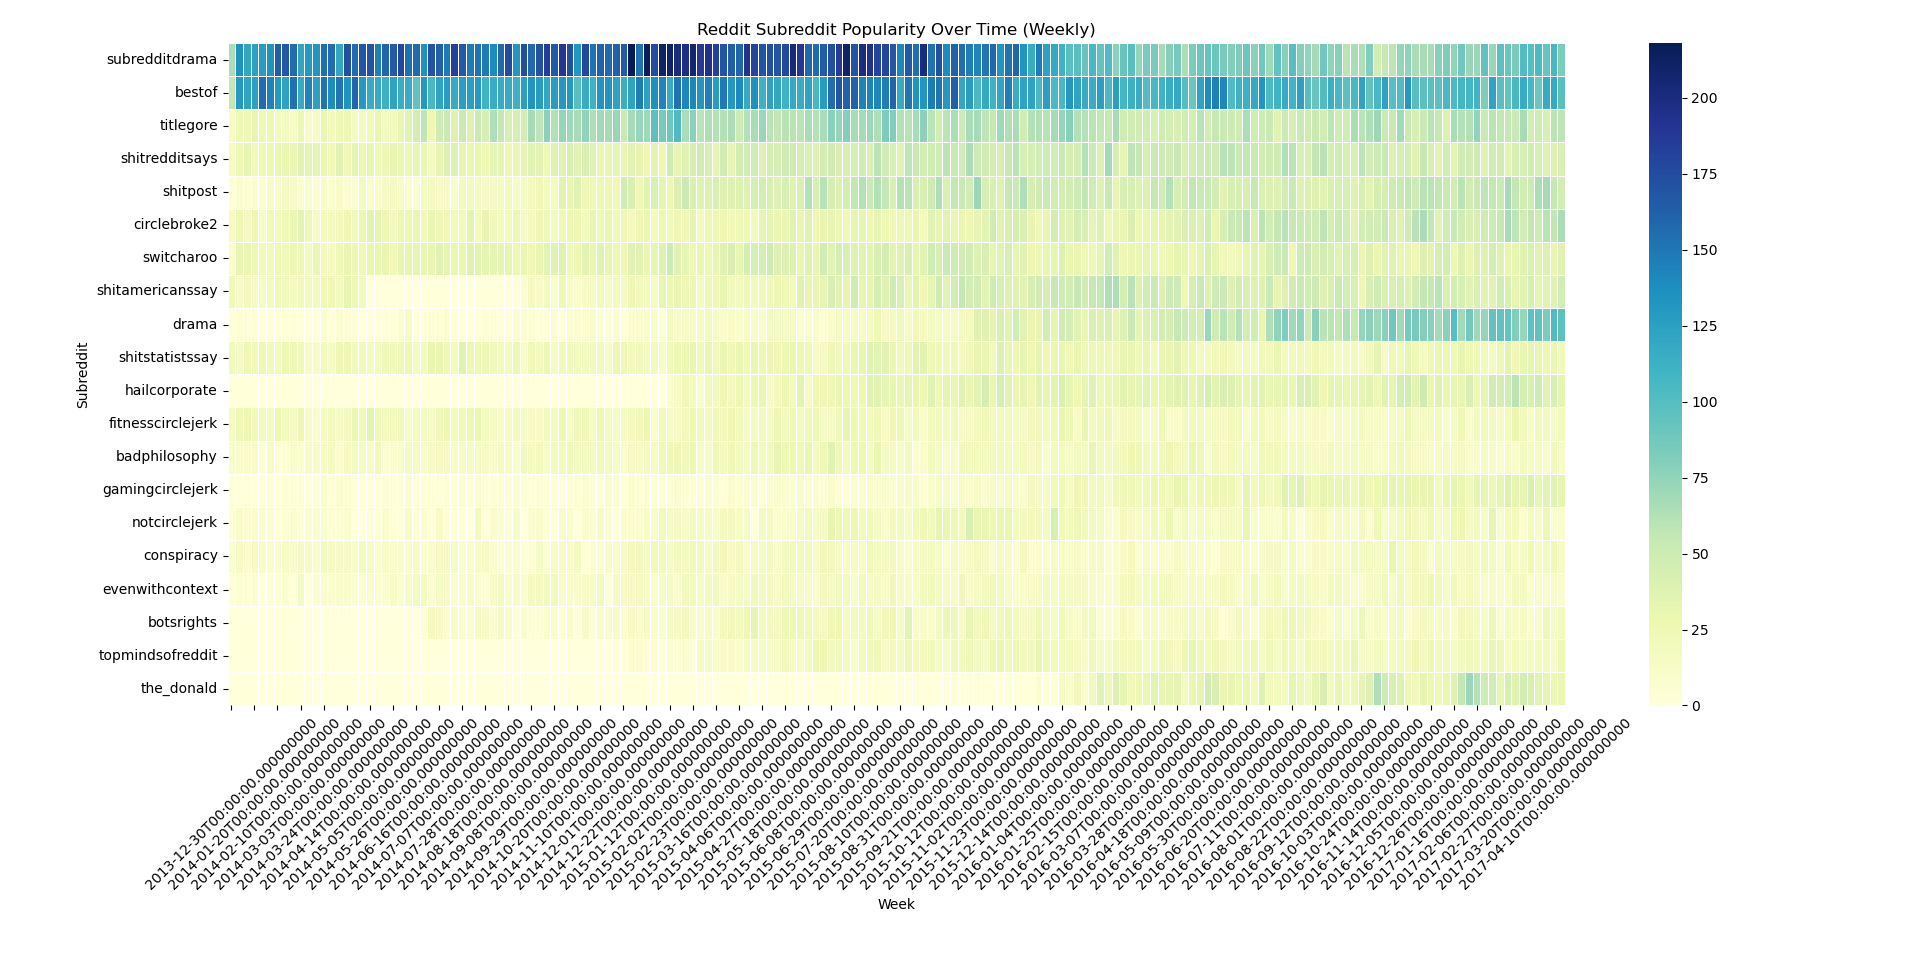 Reddit Subreddit Popularity Over Time (Weekly)
Subreddit
subredditdrama
bestof
titlegore
shitredditsays
shitpost
circlebroke2
switcharoo
shitamericanssay
drama
shitstatistssay
hailcorporate
fitnesscirclejerk
badphilosophy
gamingcirclejerk
notcirclejerk
conspiracy
evenwithcontext
botsrights
topmindsofreddit
the_donald
200
175
150
125
100
75
50
25
0
2013-12-30T00:00:00.000000000
2014-01-20T00:00:00.000000000
2014-02-10T00:00:00.000000000
2014-03-03T00:00:00.000000000
2014-03-24T00:00:00.000000000
2014-04-14T00:00:00.000000000
2014-05-05T00:00:00.000000000
2014-05-26T00:00:00.000000000
2014-06-16T00:00:00.000000000
2014-07-07T00:00:00.000000000
2014-07-28T00:00:00.000000000
2014-08-18T00:00:00.000000000
2014-09-08T00:00:00.000000000
2014-09-29T00:00:00.000000000
2014-10-20T00:00:00.000000000
2014-11-10T00:00:00.000000000
2014-12-01T00:00:00.000000000
2014-12-22T00:00:00.000000000
2015-01-12T00:00:00.000000000
2015-02-02T00:00:00.000000000
2015-02-23T00:00:00.000000000
2015-03-16T00:00:00.000000000
2015-04-06T00:00:00.000000000
2015-04-27T00:00:00.000000000
2015-05-18T00:00:00.000000000
2015-06-08T00:00:00.000000000
2015-06-29T00:00:00.000000000
2015-07-20T00:00:00.000000000
2015-08-10T00:00:00.000000000
2015-08-31T00:00:00.000000000
2015-09-21T00:00:00.000000000
2015-10-12T00:00:00.000000000
2015-11-02T00:00:00.000000000
2015-11-23T00:00:00.000000000
2015-12-14T00:00:00.000000000
2016-01-04T00:00:00.000000000
2016-01-25T00:00:00.000000000
2016-02-15T00:00:00.000000000
2016-03-07T00:00:00.000000000
2016-03-28T00:00:00.000000000
2016-04-18T00:00:00.000000000
2016-05-09T00:00:00.000000000
2016-05-30T00:00:00.000000000
2016-06-20T00:00:00.000000000
2016-07-11T00:00:00.000000000
2016-08-01T00:00:00.000000000
2016-08-22T00:00:00.000000000
2016-09-12T00:00:00.000000000
2016-10-03T00:00:00.000000000
2016-10-24T00:00:00.000000000
2016-11-14T00:00:00.000000000
2016-12-05T00:00:00.000000000
2016-12-26T00:00:00.000000000
2017-01-16T00:00:00.000000000
2017-02-06T00:00:00.000000000
2017-02-27T00:00:00.000000000
2017-03-20T00:00:00.000000000
2017-04-10T00:00:00.000000000
Week